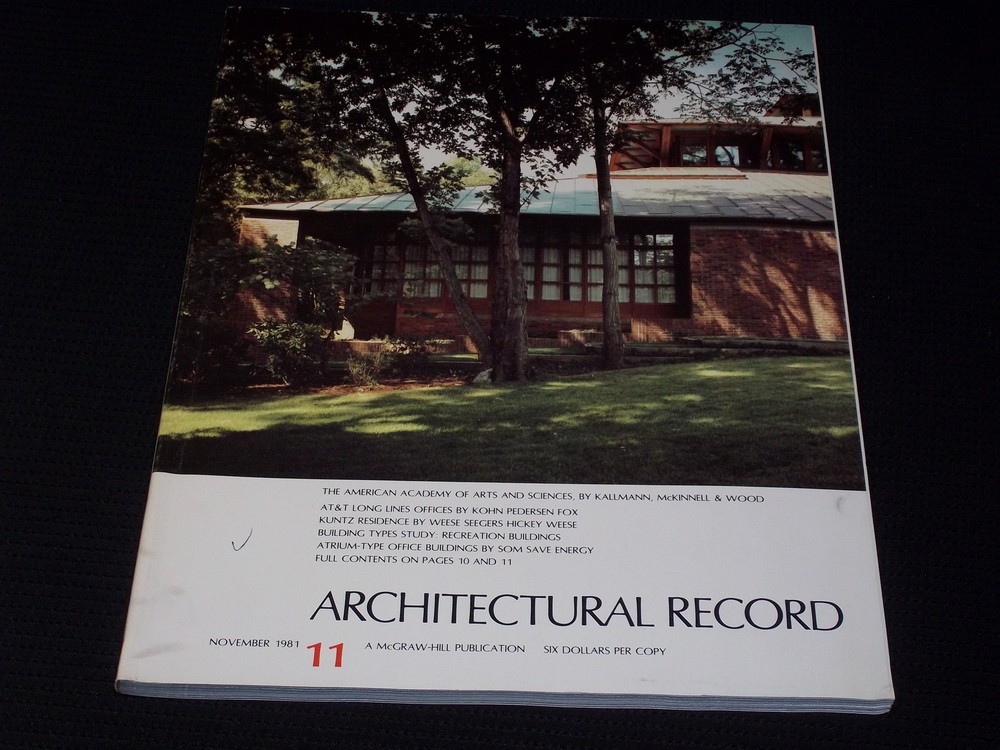 THE AMERICAN ACADEMY OF ARTS AND SCIENCES, BY KALLMANN, McKINNELL & WOOD
AT&T LONG LINES OFFICES BY KOHN PEDERSEN FOX
KUNTZ RESIDENCE BY WEESE SEEGERS HICKEY WEESE
BUILDING TYPES STUDY: RECREATION BUILDINGS
ATRIUM-TYPE OFFICE BUILDINGS BY SOM SAVE ENERGY
FULL CONTENTS ON PAGES 10 AND 11
ARCHITECTURAL RECORD
NOVEMBER 1981 11 A McGRAW-HILL PUBLICATION SIX DOLLARS PER COPY